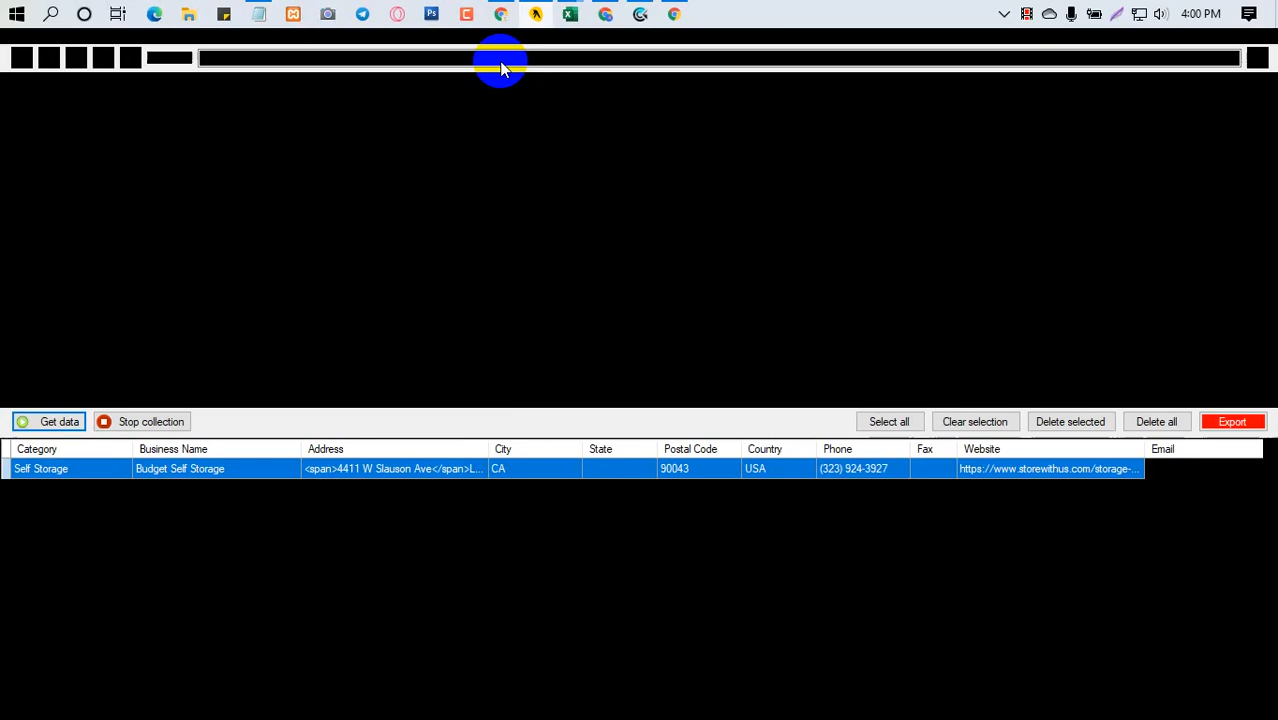 Ps
4:00 PM
Get data Stop collection Select all Clear selection Delete selected Delete all Export
Category Business Name Address City State Postal Code Country Phone Fax Website Email
Self Storage Budget Self Storage <span>4411 W Slauson Ave</span>L... CA 90043 USA (323) 924-3927 https://www.storewithus.com/storage-...